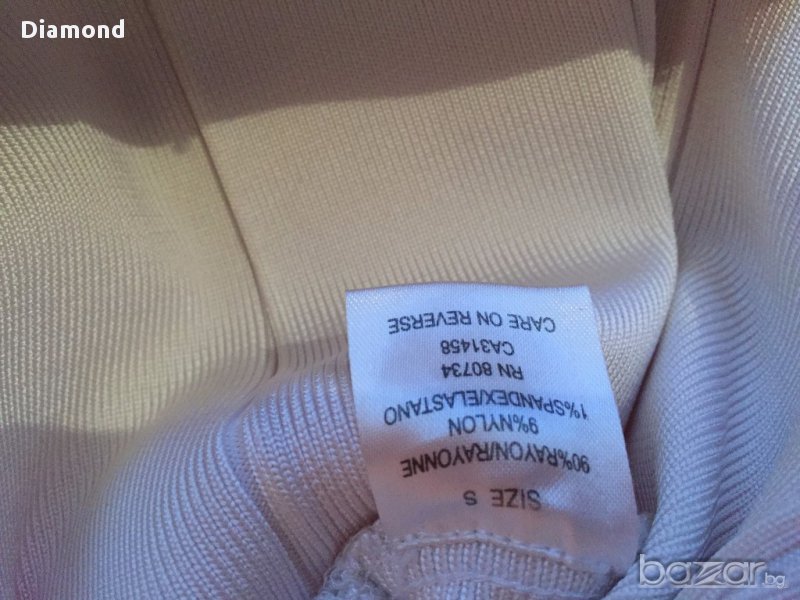 Diamond
SIZE S
90%RAYON/RAYONNE
9%NYLON
1%SPANDEX/ELASTANO
RN 80734
CA31458
CARE ON REVERSE
bazar.bg